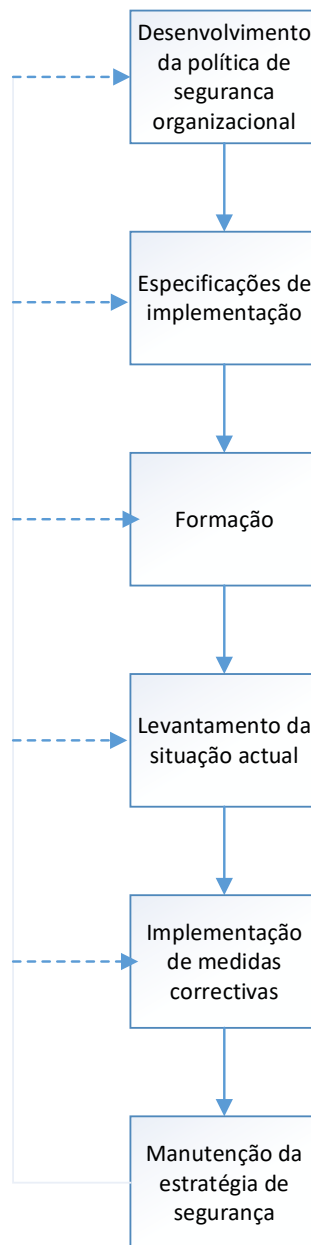 Desenvolvimento
da política de
seguranca
organizacional
Especificações de
implementação
Formação
Levantamento da
situação actual
Implementação
de medidas
correctivas
Manutenção da
estratégia de
segurança